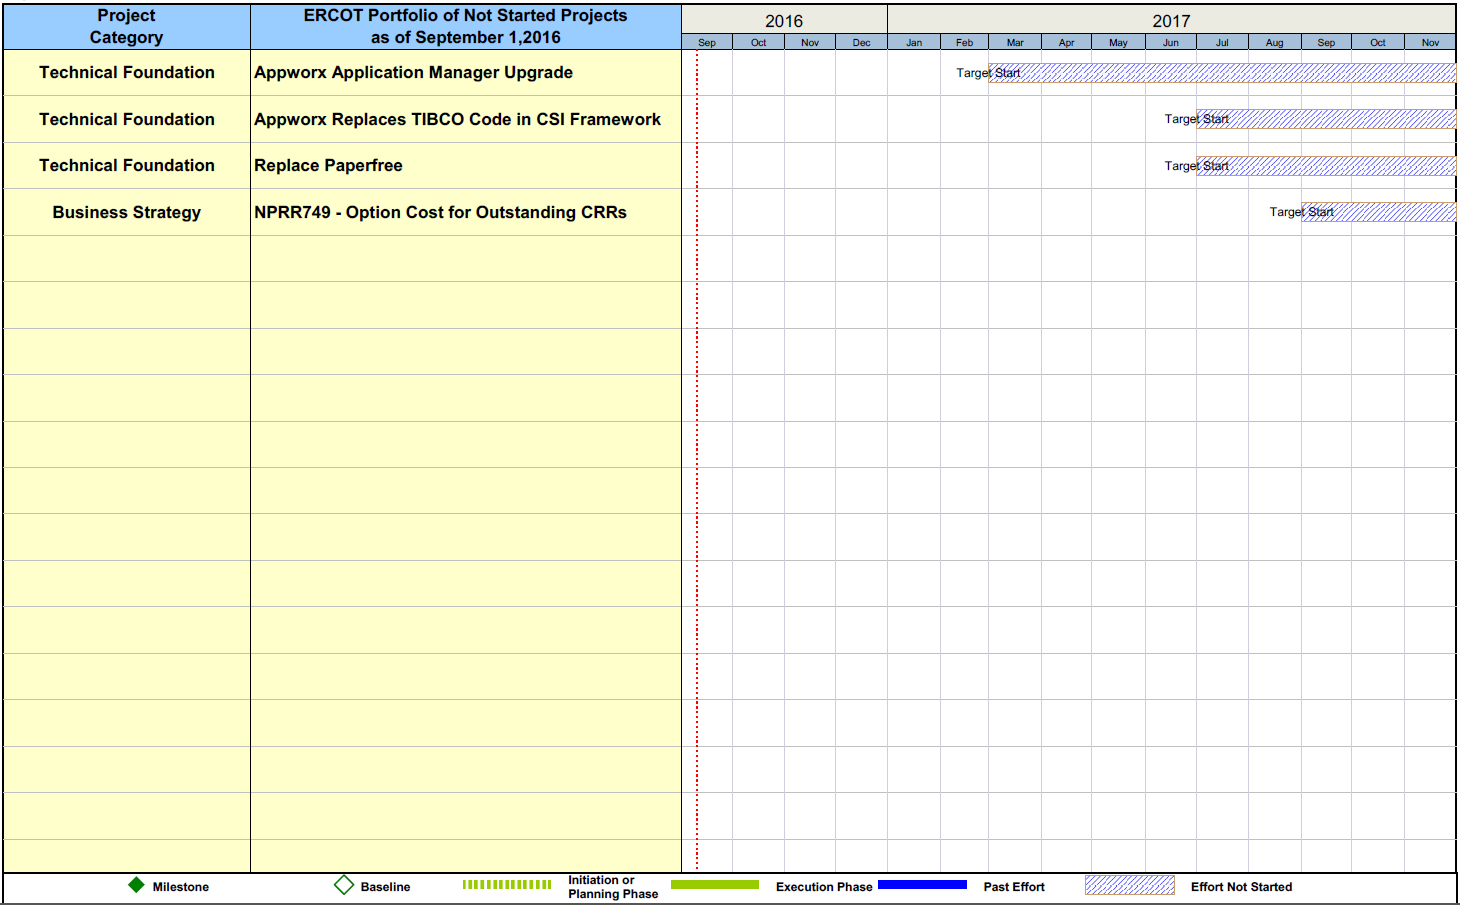 Project
Category
ERCOT Portfolio of Not Started Projects
as of September 1,2016
2016
2017
Sep Oct Nov Dec Jan Feb Mar Apr May Jun Jul Aug Sep Oct Nov
Technical Foundation Appworx Application Manager Upgrade Target Start
Technical Foundation Appworx Replaces TIBCO Code in CSI Framework Target Start
Technical Foundation Replace Paperfree Target Start
Business Strategy NPRR749 - Option Cost for Outstanding CRRs Target Start
Milestone
Baseline
Initiation or
Planning Phase
Execution Phase
Past Effort
Effort Not Started